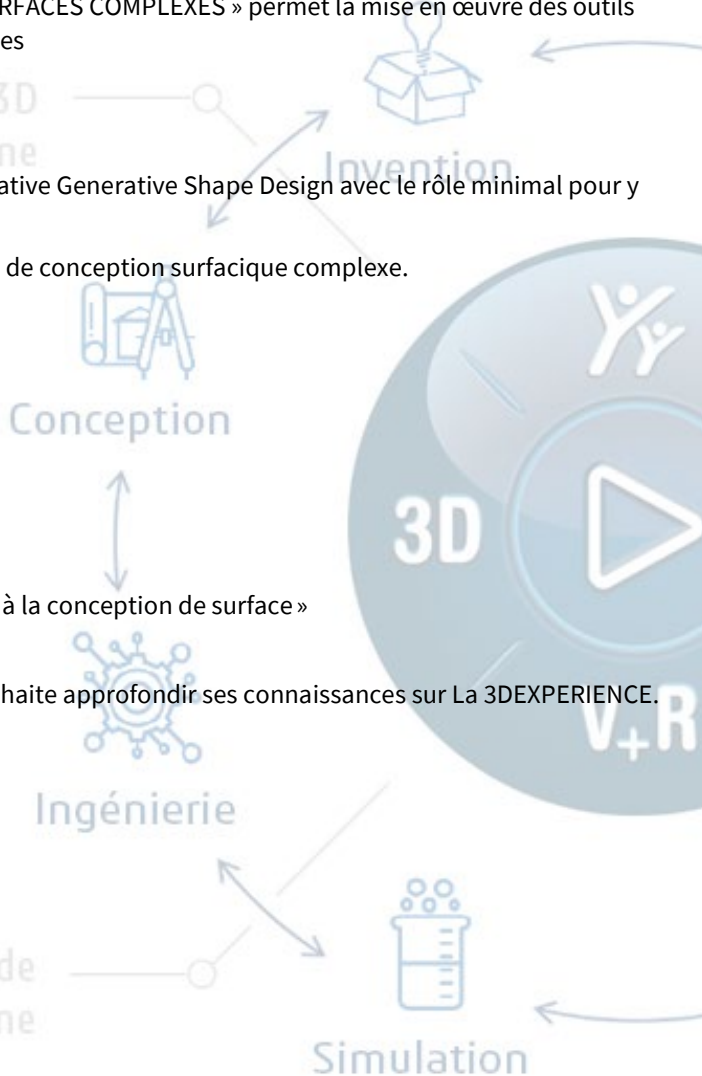 RFACES COMPLEXES » permet la mise en œuvre des outils
es
3D
ne
Invention
ative Generative Shape Design avec le rôle minimal pour y
de conception surfacique complexe.
Conception
3D
à la conception de surface »
haite approfondir ses connaissances sur La 3DEXPERIENCE.
V+R
Ingénierie
de
ne
Simulation